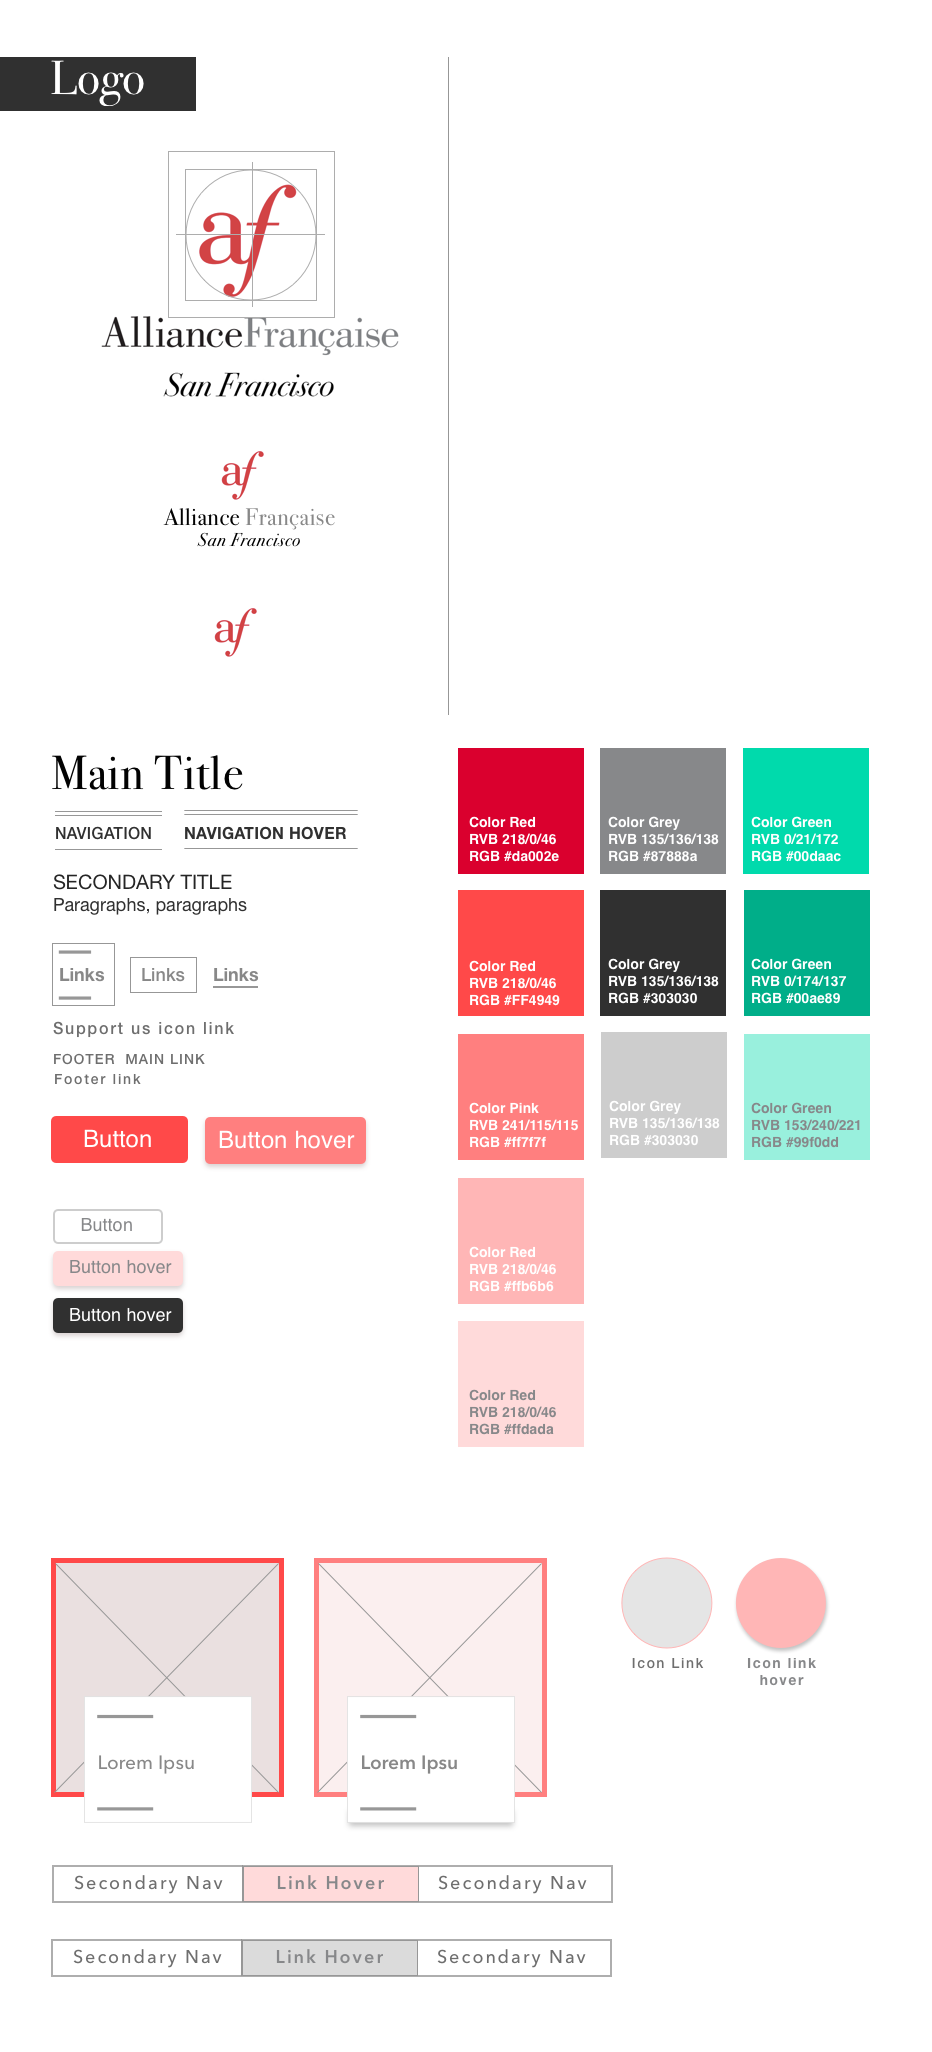 Logo
af
AllianceFrançaise
San Francisco
af
Alliance Française
San Francisco
af
Main Title
NAVIGATION
NAVIGATION HOVER
SECONDARY TITLE
Paragraphs, paragraphs
Links
Links
Links
Support us icon link
FOOTER MAIN LINK
Footer link
Button
Button hover
Button
Button hover
Button hover
Color Red
RVB 218/0/46
RGB #da002e
Color Grey
RVB 135/136/138
RGB #87888a
Color Green
RVB 0/21/172
RGB #00daac
Color Red
RVB 218/0/46
RGB #FF4949
Color Grey
RVB 135/136/138
RGB #303030
Color Green
RVB 0/174/137
RGB #00ae89
Color Pink
RVB 241/115/115
RGB #ff7f7f
Color Grey
RVB 135/136/138
RGB #303030
Color Green
RVB 153/240/221
RGB #99f0dd
Color Red
RVB 218/0/46
RGB #ffb6b6
Color Red
RVB 218/0/46
RGB #ffdada
Lorem Ipsu
Lorem Ipsu
Icon Link
Icon link
hover
Secondary Nav
Link Hover
Secondary Nav
Secondary Nav
Link Hover
Secondary Nav